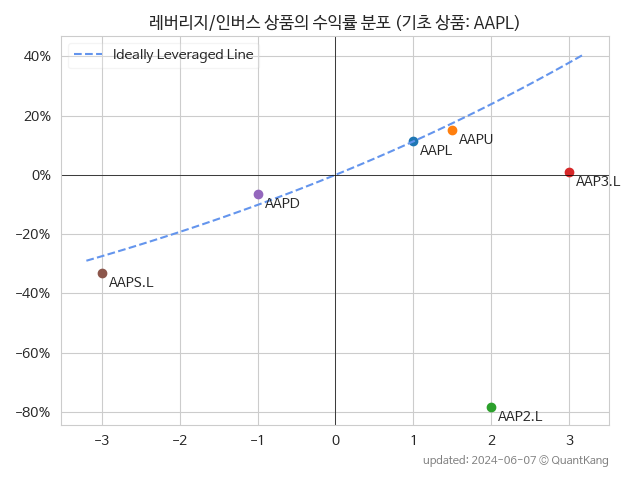 레버리지/인버스 상품의 수익률 분포 (기초 상품: AAPL)
Ideally Leveraged Line
40%
20%
0%
−20%
−40%
−60%
−80%
AAPU
AAPL
AAP3.L
AAPD
AAPS.L
AAP2.L
−3 −2 −1 0 1 2 3
updated: 2024-06-07 © QuantKang